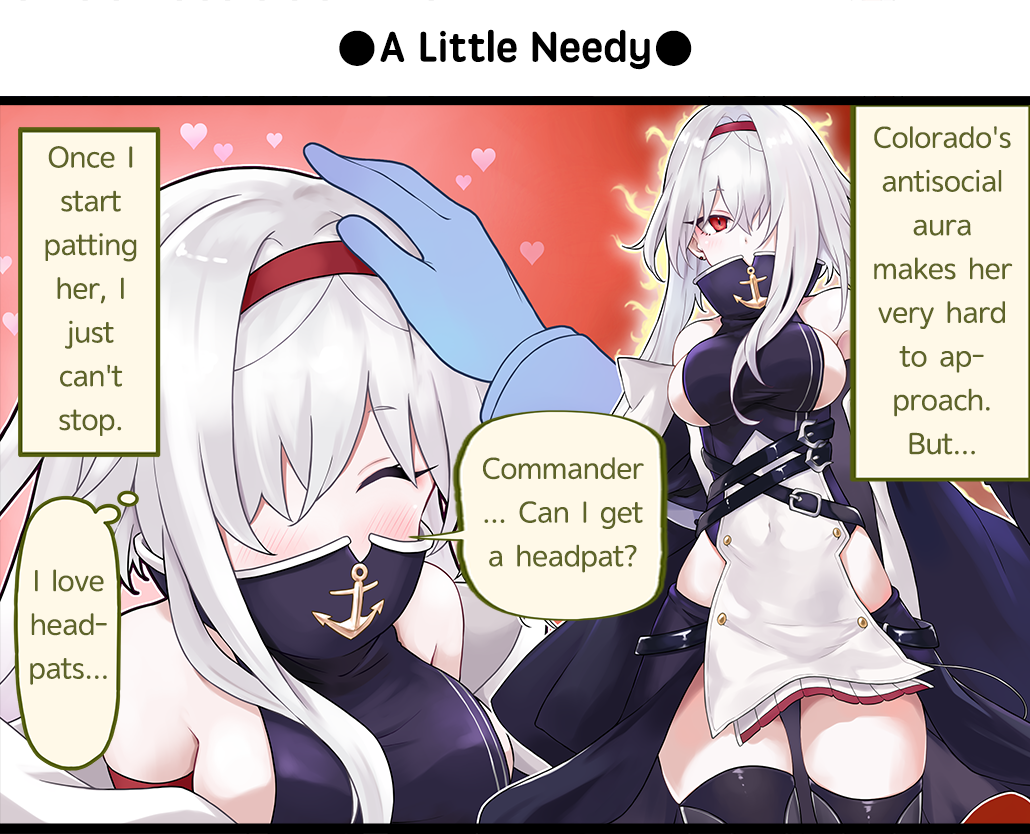 ●A Little Needy●
Colorado's
antisocial
aura
makes her
very hard
to ap-
proach.
But...
Once I
start
patting
her, I
just
can't
stop.
Commander
... Can I get
a headpat?
I love
head-
pats...